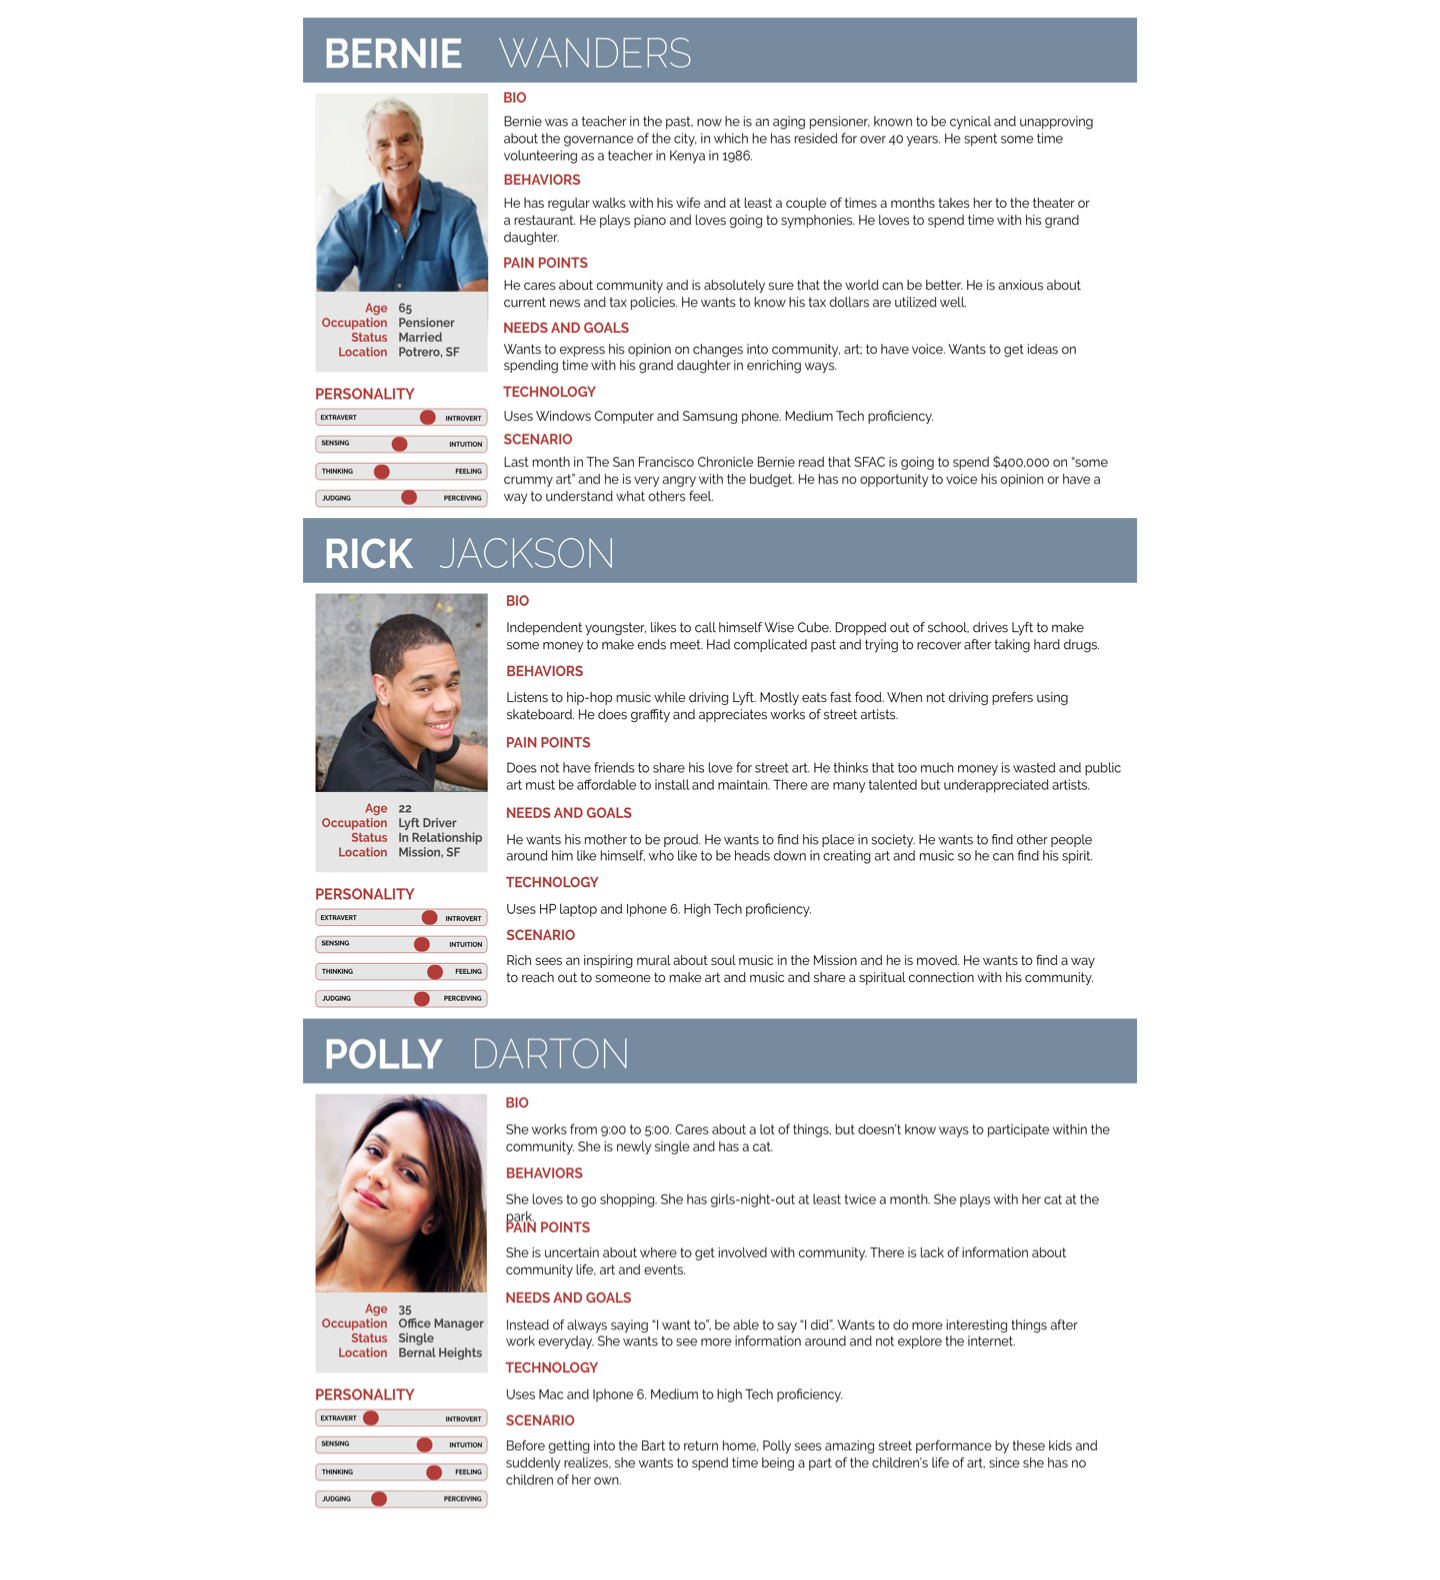 BERNIE WANDERS
BIO
Bernie was a teacher in the past, now he is an aging pensioner, known to be cynical and unapproving
about the governance of the city, in which he has resided for over 40 years. He spent some time
volunteering as a teacher in Kenya in 1986.
BEHAVIORS
He has regular walks with his wife and at least a couple of times a months takes her to the theater or
a restaurant. He plays piano and loves going to symphonies. He loves to spend time with his grand
daughter.
PAIN POINTS
He cares about community and is absolutely sure that the world can be better. He is anxious about
current news and tax policies. He wants to know his tax dollars are utilized well.
NEEDS AND GOALS
Wants to express his opinion on changes into community, art; to have voice. Wants to get ideas on
spending time with his grand daughter in enriching ways.
TECHNOLOGY
Uses Windows Computer and Samsung phone. Medium Tech proficiency.
SCENARIO
Last month in The San Francisco Chronicle Bernie read that SFAC is going to spend $400,000 on “some
crummy art” and he is very angry with the budget. He has no opportunity to voice his opinion or have a
way to understand what others feel.
Age 65
Occupation Pensioner
Status Married
Location Potrero, SF
PERSONALITY
EXTRAVERT INTROVERT
SENSING INTUITION
THINKING FEELING
JUDGING PERCEIVING
RICK JACKSON
BIO
Independent youngster, likes to call himself Wise Cube. Dropped out of school, drives Lyft to make
some money to make ends meet. Had complicated past and trying to recover after taking hard drugs.
BEHAVIORS
Listens to hip-hop music while driving Lyft. Mostly eats fast food. When not driving prefers using
skateboard. He does graffity and appreciates works of street artists.
PAIN POINTS
Does not have friends to share his love for street art. He thinks that too much money is wasted and public
art must be affordable to install and maintain. There are many talented but underappreciated artists.
NEEDS AND GOALS
He wants his mother to be proud. He wants to find his place in society. He wants to find other people
around him like himself, who like to be heads down in creating art and music so he can find his spirit.
TECHNOLOGY
Uses HP laptop and Iphone 6. High Tech proficiency.
SCENARIO
Rich sees an inspiring mural about soul music in the Mission and he is moved. He wants to find a way
to reach out to someone to make art and music and share a spiritual connection with his community.
Age 22
Occupation Lyft Driver
Status In Relationship
Location Mission, SF
PERSONALITY
EXTRAVERT INTROVERT
SENSING INTUITION
THINKING FEELING
JUDGING PERCEIVING
POLLY DARTON
BIO
She works from 9:00 to 5:00. Cares about a lot of things, but doesn’t know ways to participate within the
community. She is newly single and has a cat.
BEHAVIORS
She loves to go shopping. She has girls-night-out at least twice a month. She plays with her cat at the
park.
PAIN POINTS
She is uncertain about where to get involved with community. There is lack of information about
community life, art and events.
NEEDS AND GOALS
Instead of always saying “I want to”, be able to say “I did”. Wants to do more interesting things after
work everyday. She wants to see more information around and not explore the internet.
TECHNOLOGY
Uses Mac and Iphone 6. Medium to high Tech proficiency.
SCENARIO
Before getting into the Bart to return home, Polly sees amazing street performance by these kids and
suddenly realizes, she wants to spend time being a part of the children’s life of art, since she has no
children of her own.
Age 35
Occupation Office Manager
Status Single
Location Bernal Heights
PERSONALITY
EXTRAVERT INTROVERT
SENSING INTUITION
THINKING FEELING
JUDGING PERCEIVING